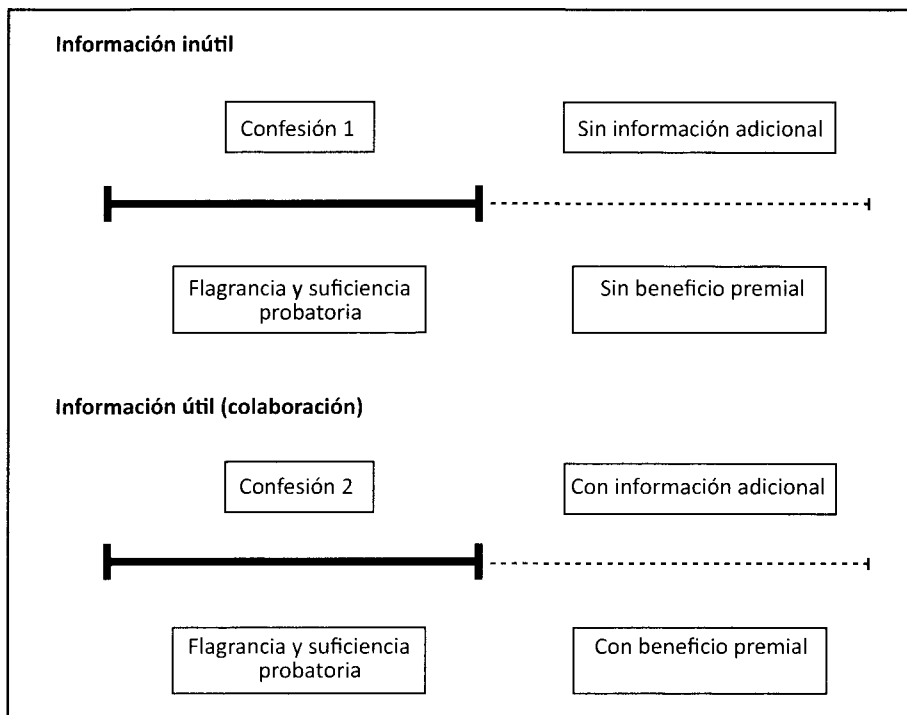 Información inútil
Confesión 1
Sin información adicional
Flagrancia y suficiencia
probatoria
Sin beneficio premial
Información útil (colaboración)
Confesión 2
Con información adicional
Flagrancia y suficiencia
probatoria
Con beneficio premial